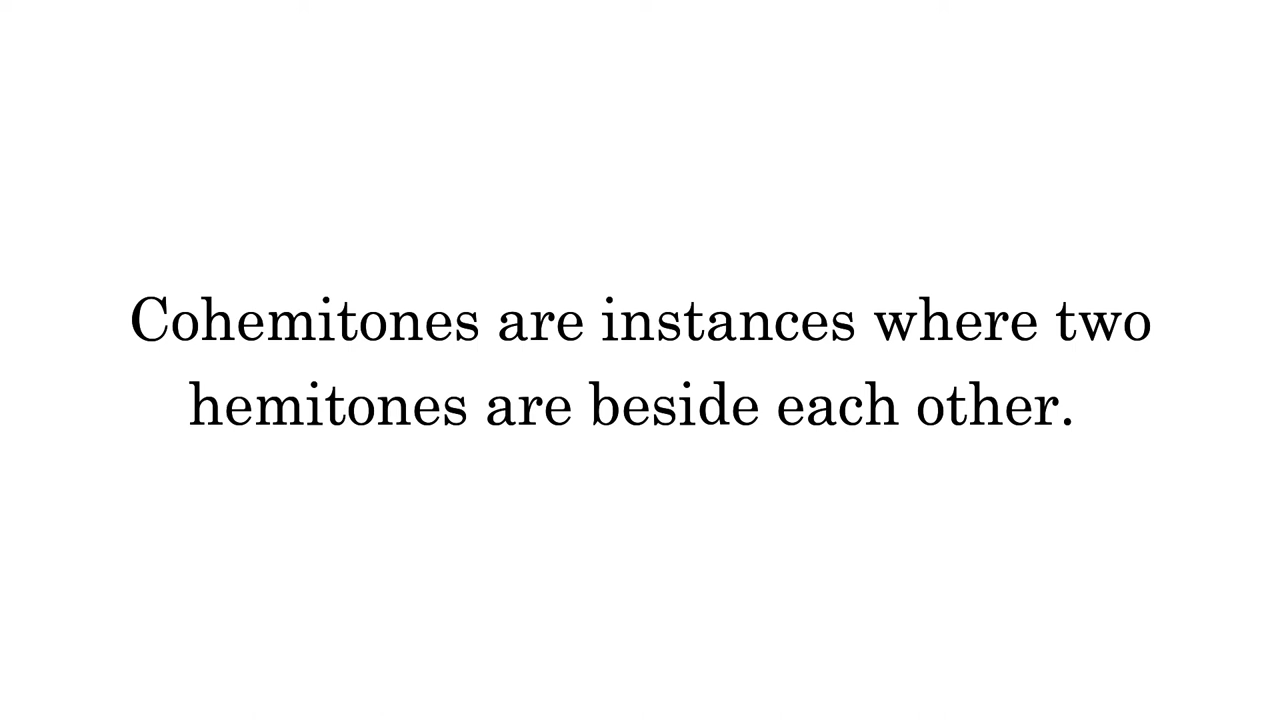 Cohemitones are instances where two
hemitones are beside each other.